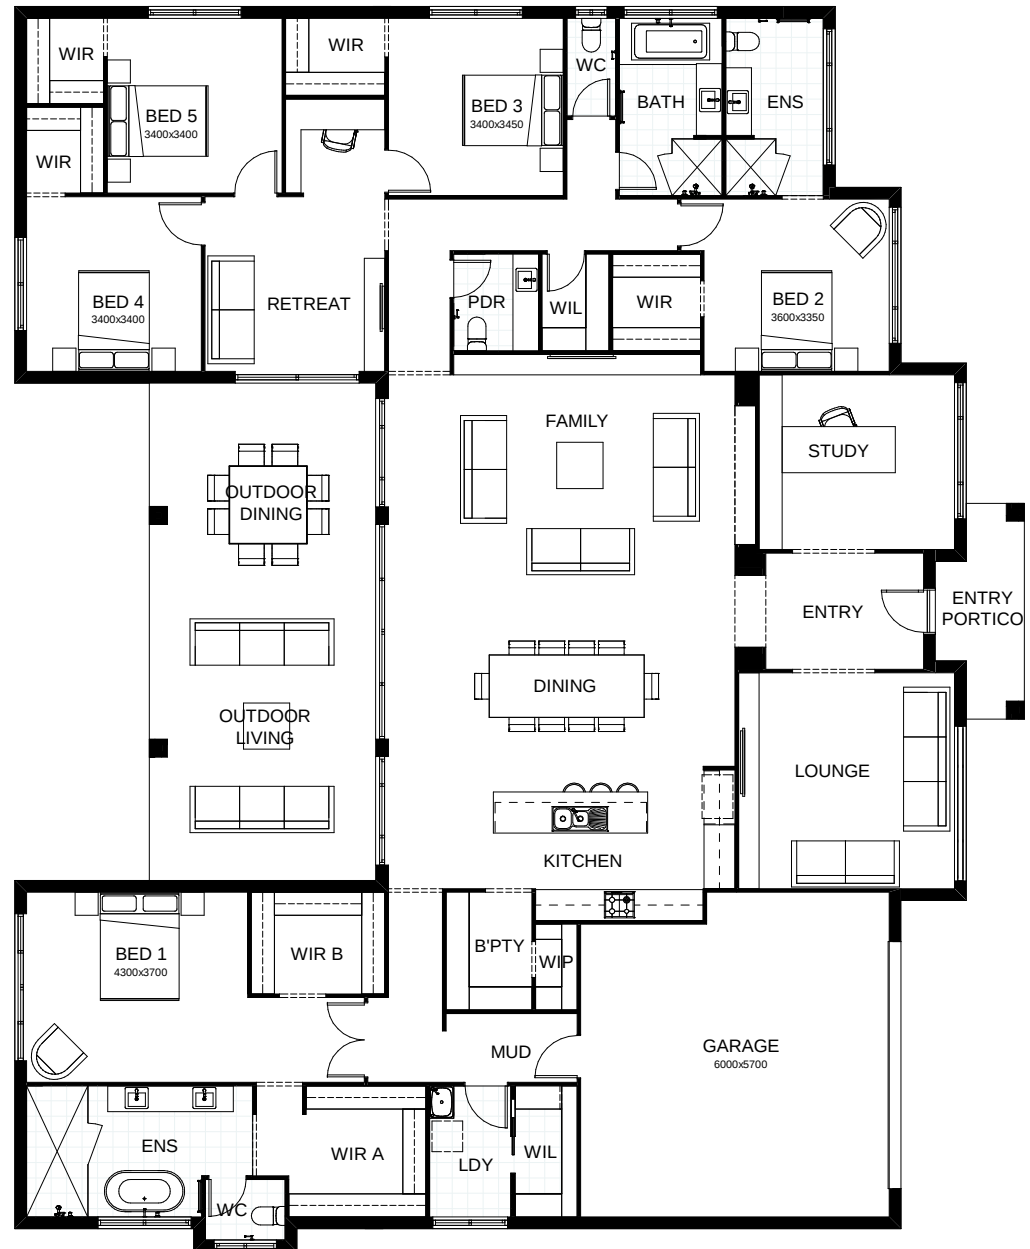 WIR
WIR
WC
BED 5
3400x3400
BED 3
3400x3450
BATH
ENS
WIR
BED 4
3400x3400
RETREAT
PDR
WIL
WIR
BED 2
3600x3350
FAMILY
STUDY
OUTDOOR
DINING
ENTRY
ENTRY
PORTICO
DINING
OUTDOOR
LIVING
LOUNGE
KITCHEN
BED 1
4300x3700
WIR B
B'PTY
WIP
MUD
GARAGE
6000x5700
ENS
WIR A
LDY
WIL
WC